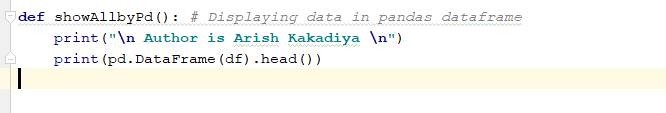 def showAllbyPd(): # Displaying data in pandas dataframe
    print("\n Author is Arish Kakadiya \n")
    print(pd.DataFrame(df).head())